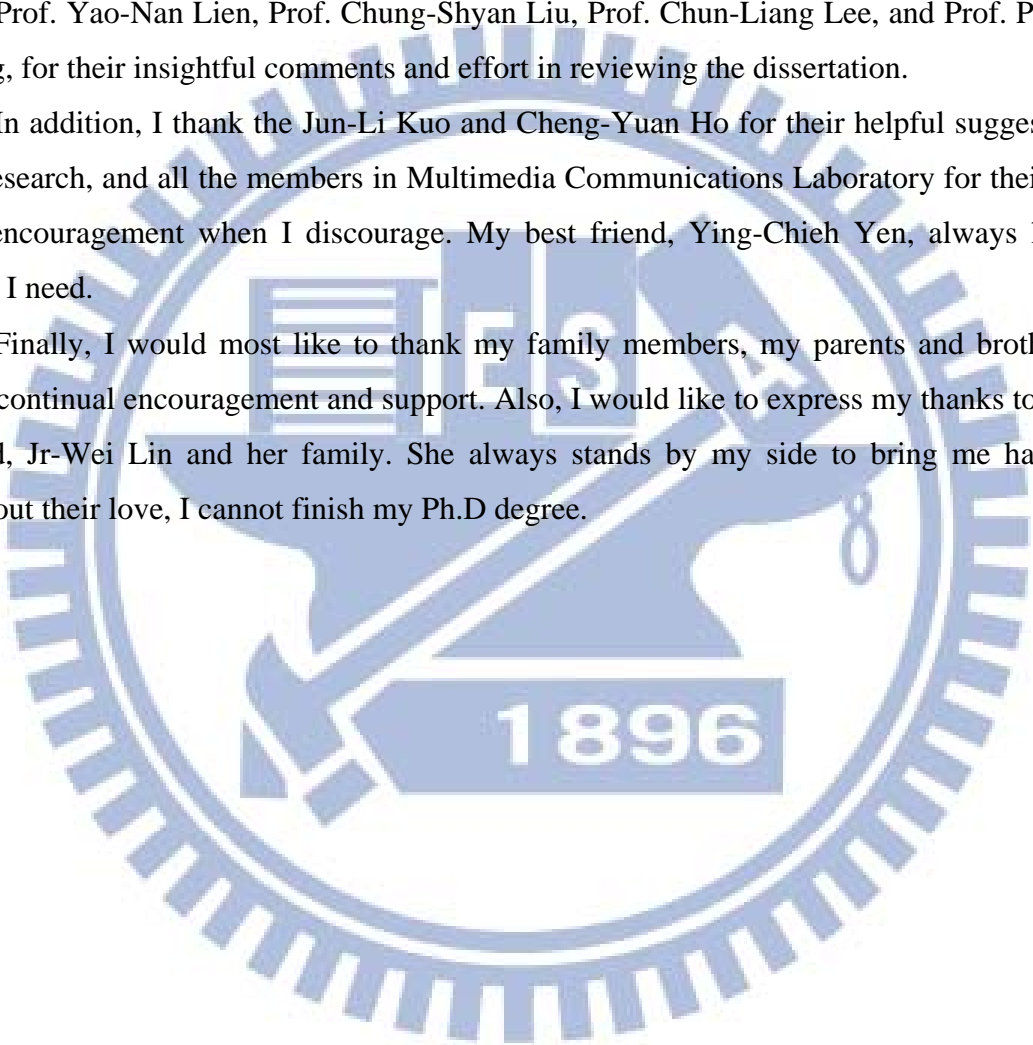 Prof. Yao-Nan Lien, Prof. Chung-Shyan Liu, Prof. Chun-Liang Lee, and Prof. P
, for their insightful comments and effort in reviewing the dissertation.
In addition, I thank the Jun-Li Kuo and Cheng-Yuan Ho for their helpful
esearch, and all the members in Multimedia Communications Laboratory for their
encouragement when I discourage. My best friend, Ying-Chieh Yen, always
I need.
Finally, I would most like to thank my family members, my parents and
continual encouragement and support. Also, I would like to express my thanks to
, Jr-Wei Lin and her family. She always stands by my side to bring me
out their love, I cannot finish my Ph.D degree.
E S A
1896